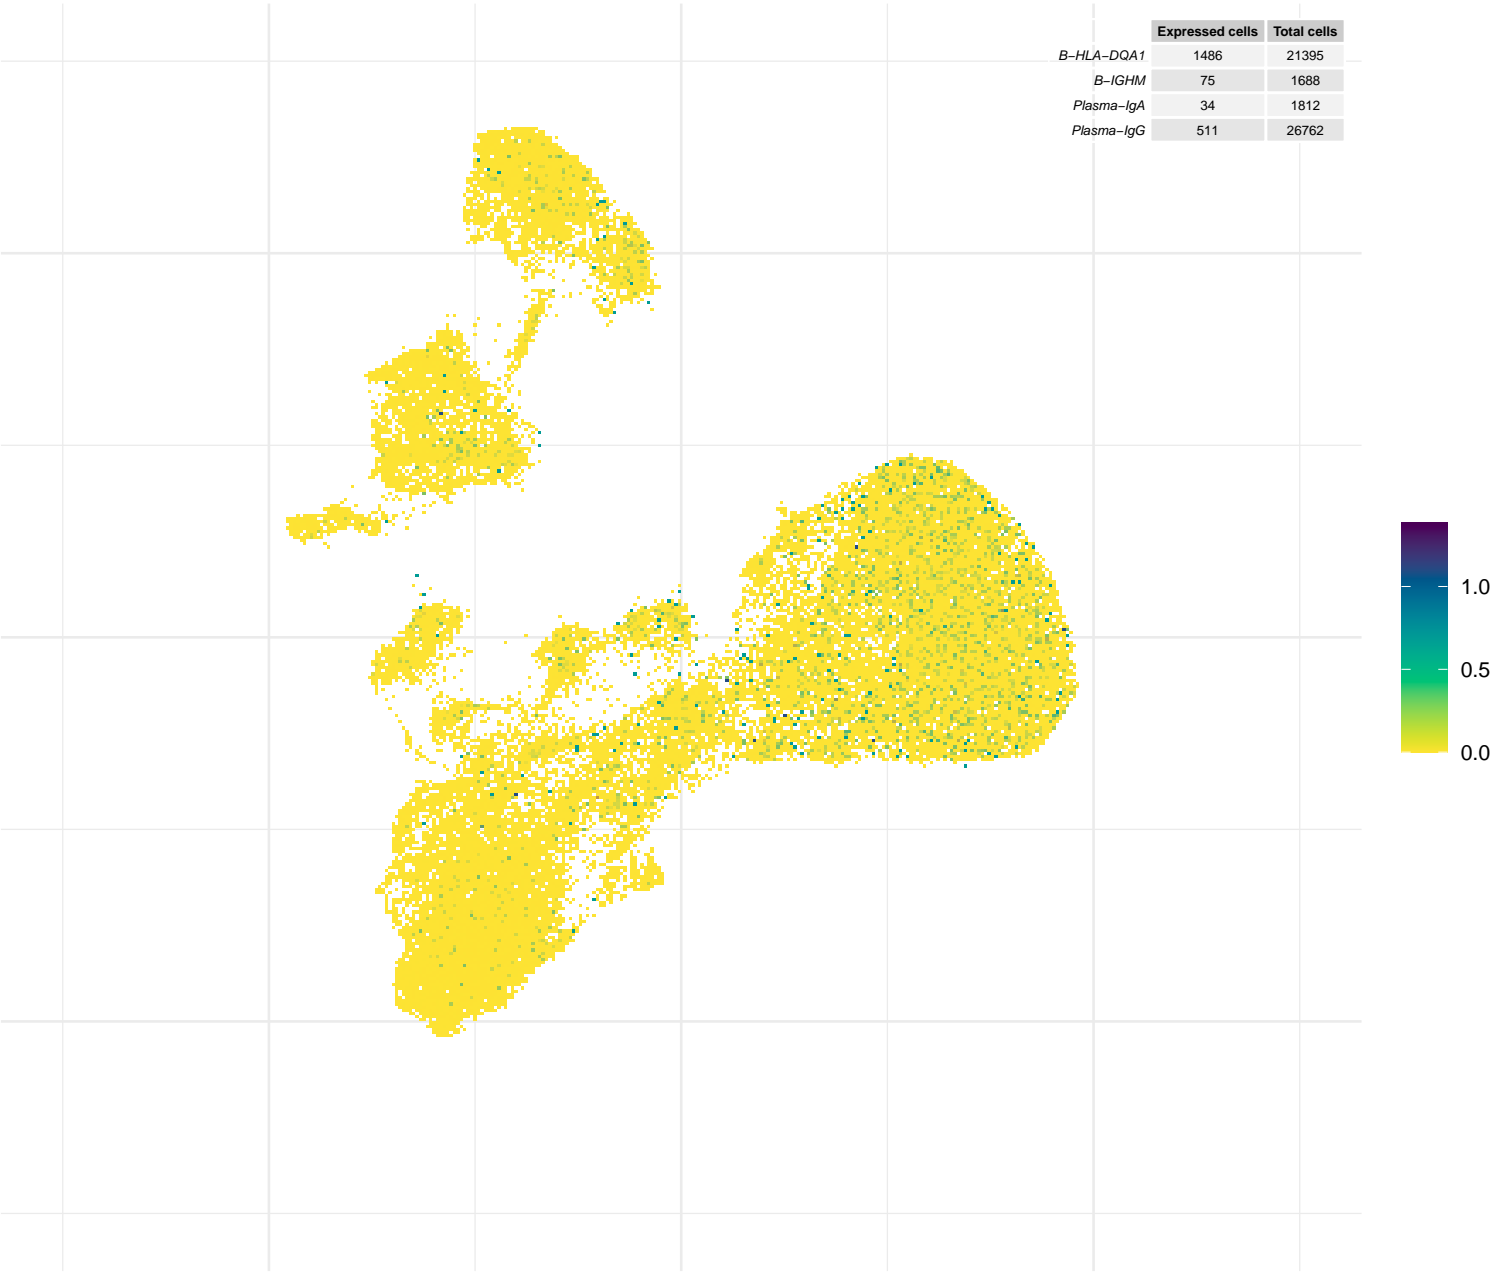 Expressed cells Total cells
B−HLA−DQA1 1486 21395
B−IGHM 75 1688
Plasma−IgA 34 1812
Plasma−IgG 511 26762
1.0
0.5
0.0